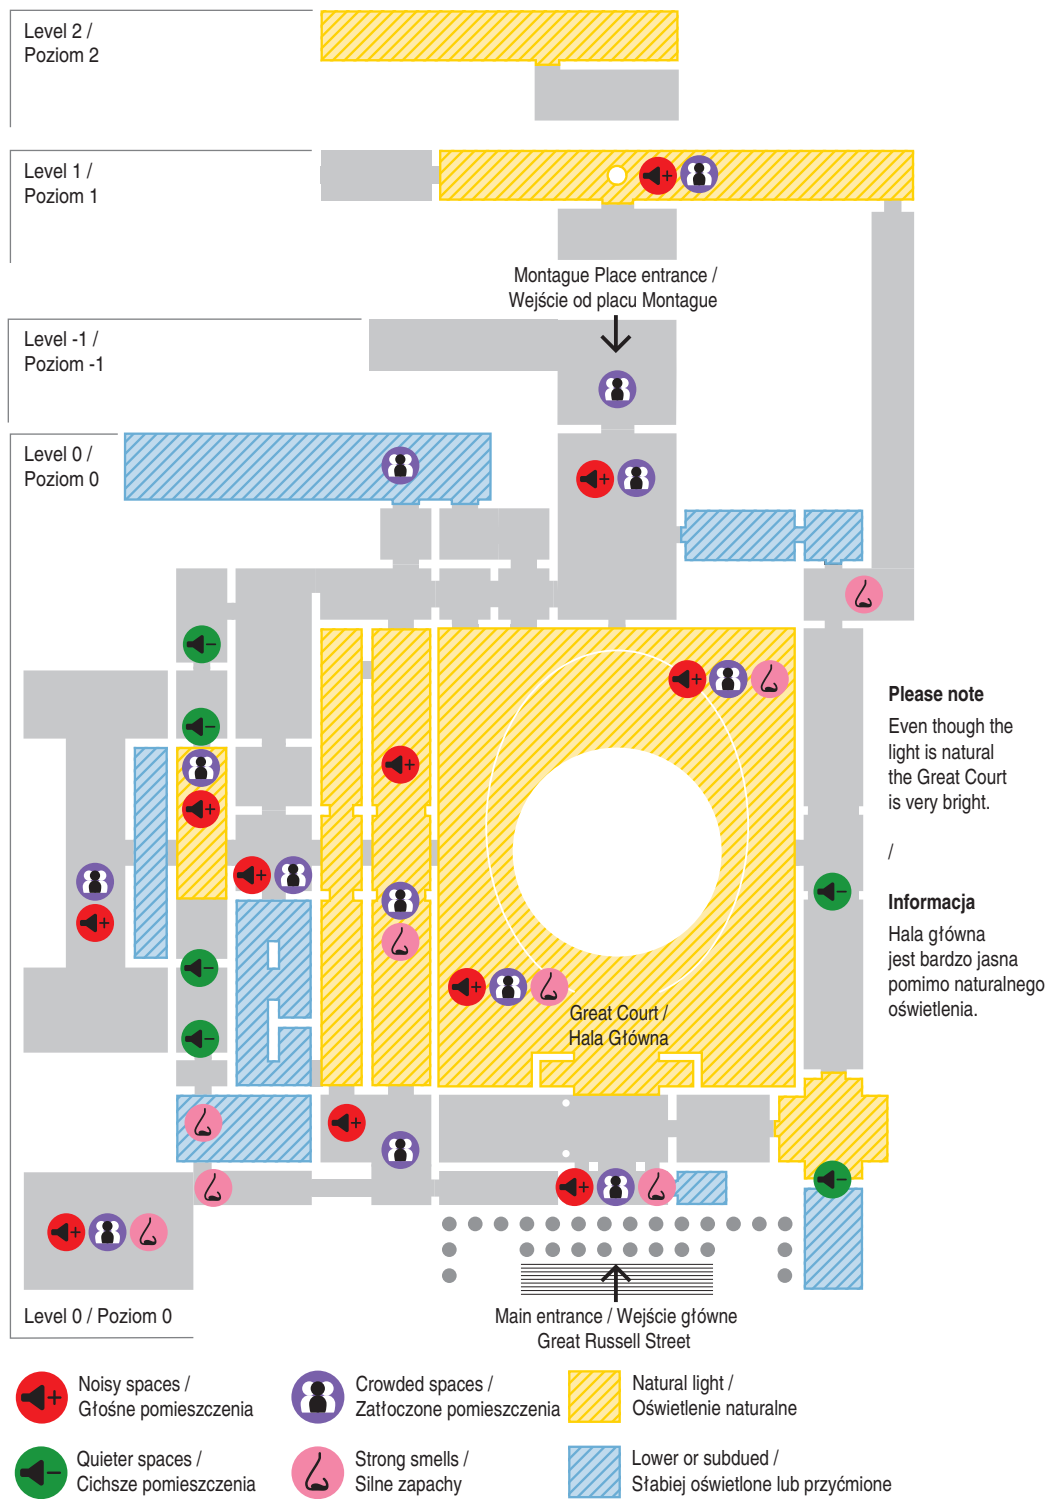 Level 2 /
Poziom 2
Level 1 /
Poziom 1
Montague Place entrance /
Wejście od placu Montague
Level -1 /
Poziom -1
Level 0 /
Poziom 0
Please note
Even though the
light is natural
the Great Court
is very bright.
/
Informacja
Hala główna
jest bardzo jasna
pomimo naturalnego
oświetlenia.
Great Court /
Hala Główna
Level 0 / Poziom 0
Main entrance / Wejście główne
Great Russell Street
Noisy spaces /
Głośne pomieszczenia
Crowded spaces /
Zatłoczone pomieszczenia
Natural light /
Oświetlenie naturalne
Quieter spaces /
Cichsze pomieszczenia
Strong smells /
Silne zapachy
Lower or subdued /
Słabiej oświetlone lub przyćmione